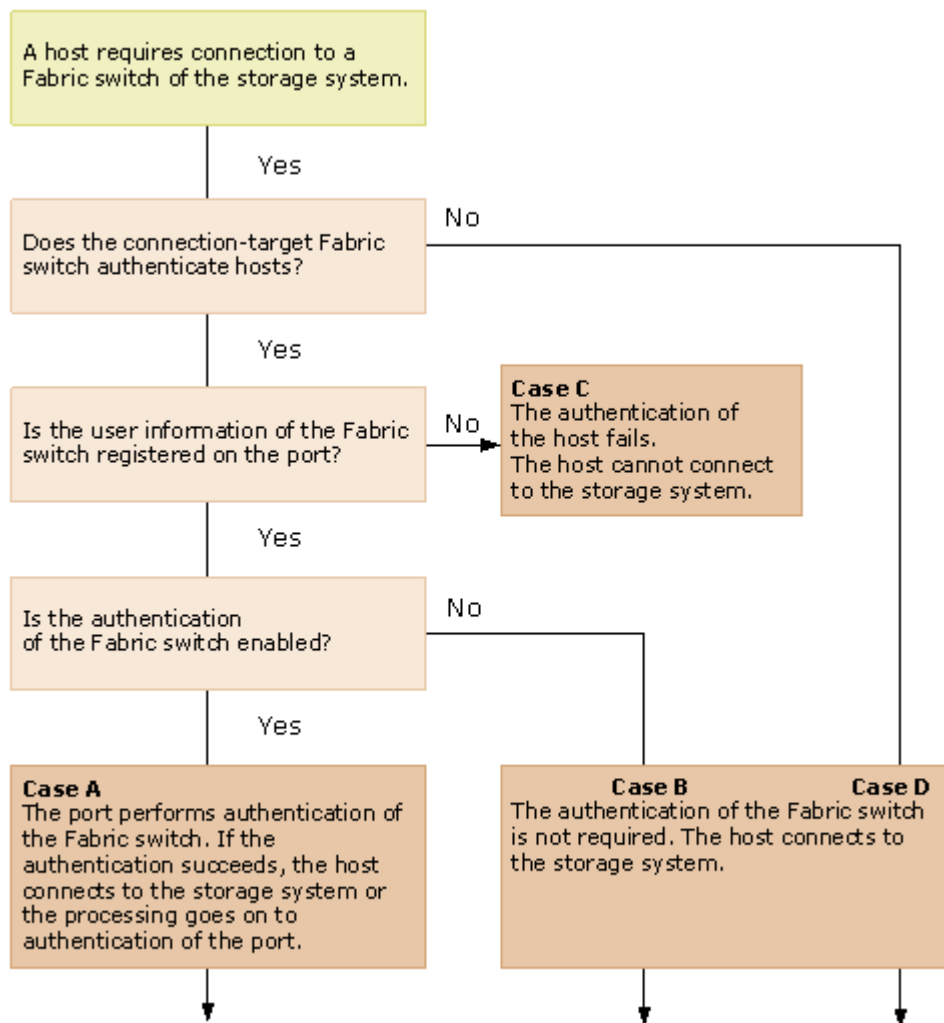 A host requires connection to a
Fabric switch of the storage system.
Yes
Does the connection-target Fabric
switch authenticate hosts?
No
Yes
Is the user information of the Fabric
switch registered on the port?
No
Case C
The authentication of
the host fails.
The host cannot connect
to the storage system.
Yes
Is the authentication
of the Fabric switch enabled?
No
Yes
Case A
The port performs authentication of
the Fabric switch. If the
authentication succeeds, the host
connects to the storage system or
the processing goes on to
authentication of the port.
Case B Case D
The authentication of the Fabric switch
is not required. The host connects to
the storage system.